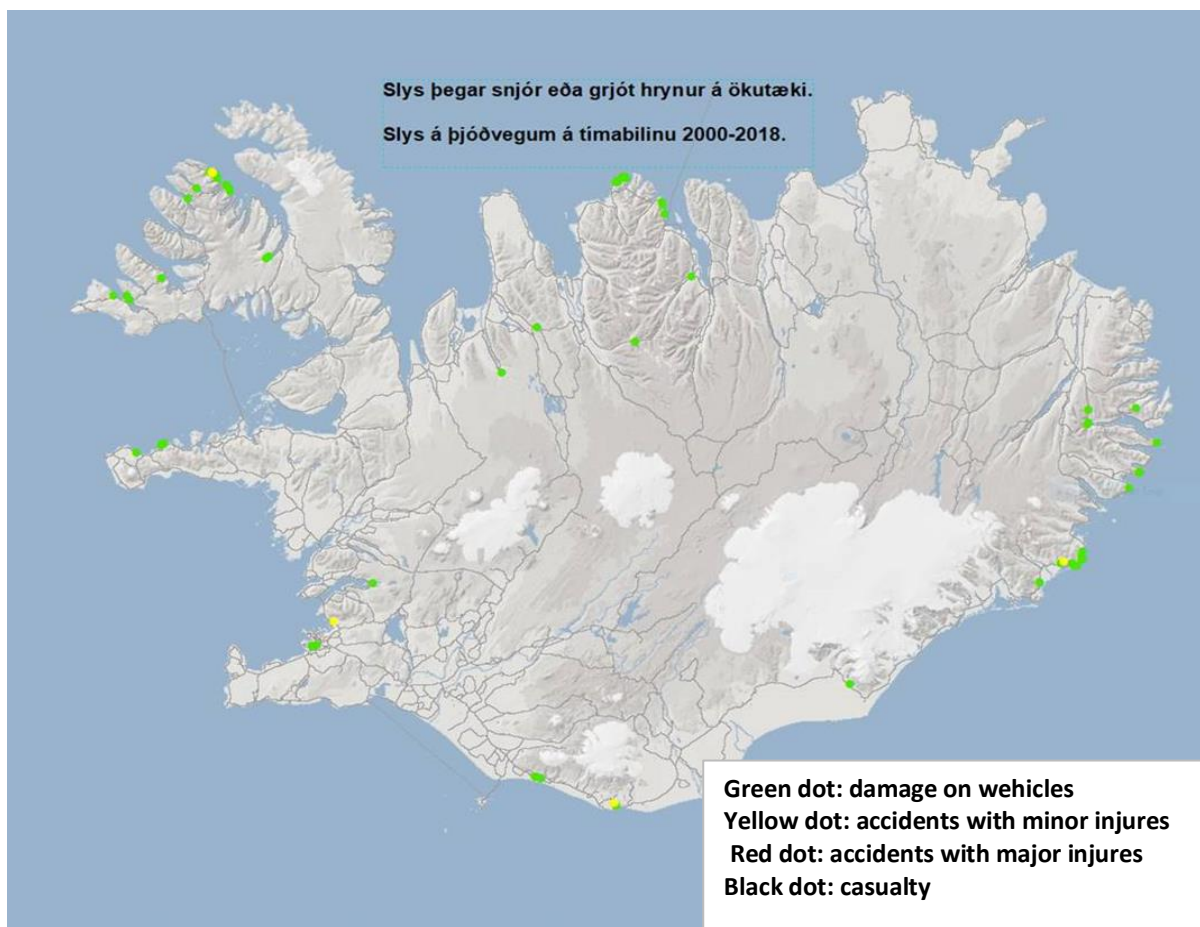 Slys þegar snjór eða grjót hrynur á ökutæki.
Slys á þjóðvegum á tímabilinu 2000-2018.
Green dot: damage on wehicles
Yellow dot: accidents with minor injures
Red dot: accidents with major injures
Black dot: casualty